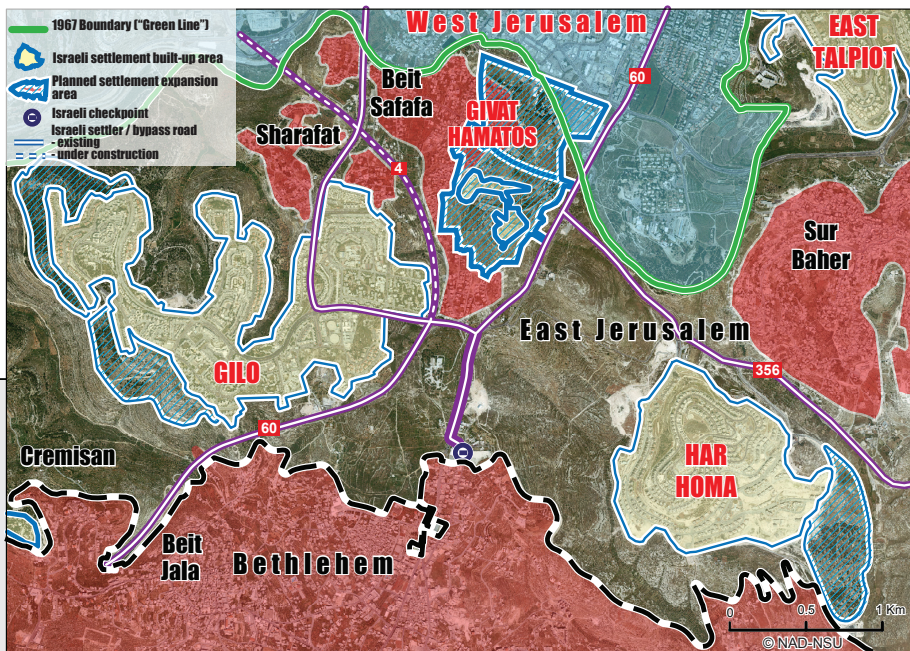 1967 Boundary ("Green Line")
Israeli settlement built-up area
Planned settlement expansion
area
Israeli checkpoint
Israeli settler / bypass road
- existing
- under construction
West Jerusalem
EAST
TALPIOT
60
Beit
Safafa
GIVAT
HAMATOS
Sharafat
4
Sur
Baher
East Jerusalem
GILO
356
60
Cremisan
HAR
HOMA
Beit
Jala
Bethlehem
0 0.5 1 Km
© NAD-NSU